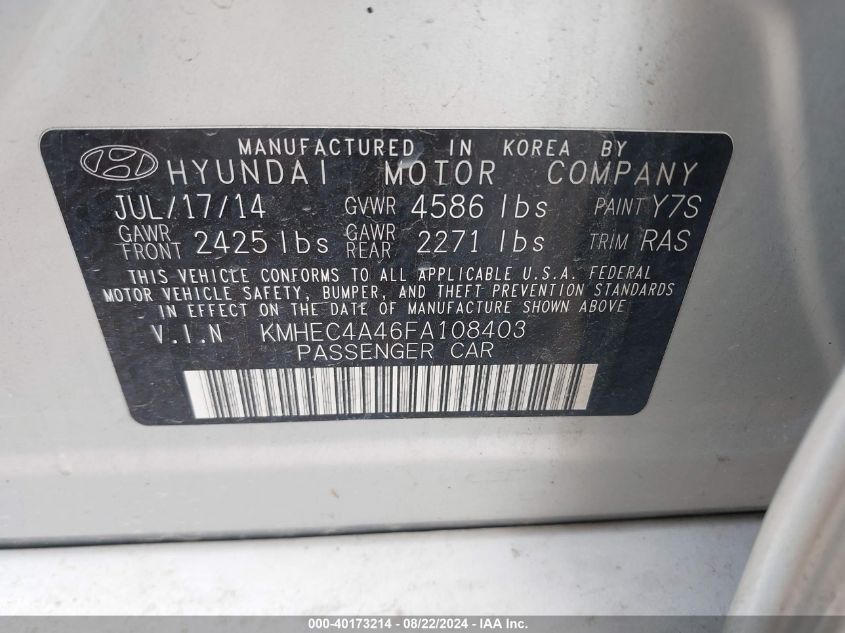 MANUFACTURED IN KOREA BY
HYUNDAI MOTOR COMPANY
JUL/17/14 GVWR 4586 lbs PAINT Y7S
GAWR FRONT 2425 lbs GAWR REAR 2271 lbs TRIM RAS
THIS VEHICLE CONFORMS TO ALL APPLICABLE U.S.A. FEDERAL
MOTOR VEHICLE SAFETY, BUMPER, AND THEFT PREVENTION STANDARDS
IN EFFECT ON THE DATE OF MANUFACTURE SHOWN ABOVE
V.I.N KMHEC4A46FA108403
PASSENGER CAR
000-40173214 - 08/22/2024 - IAA Inc.